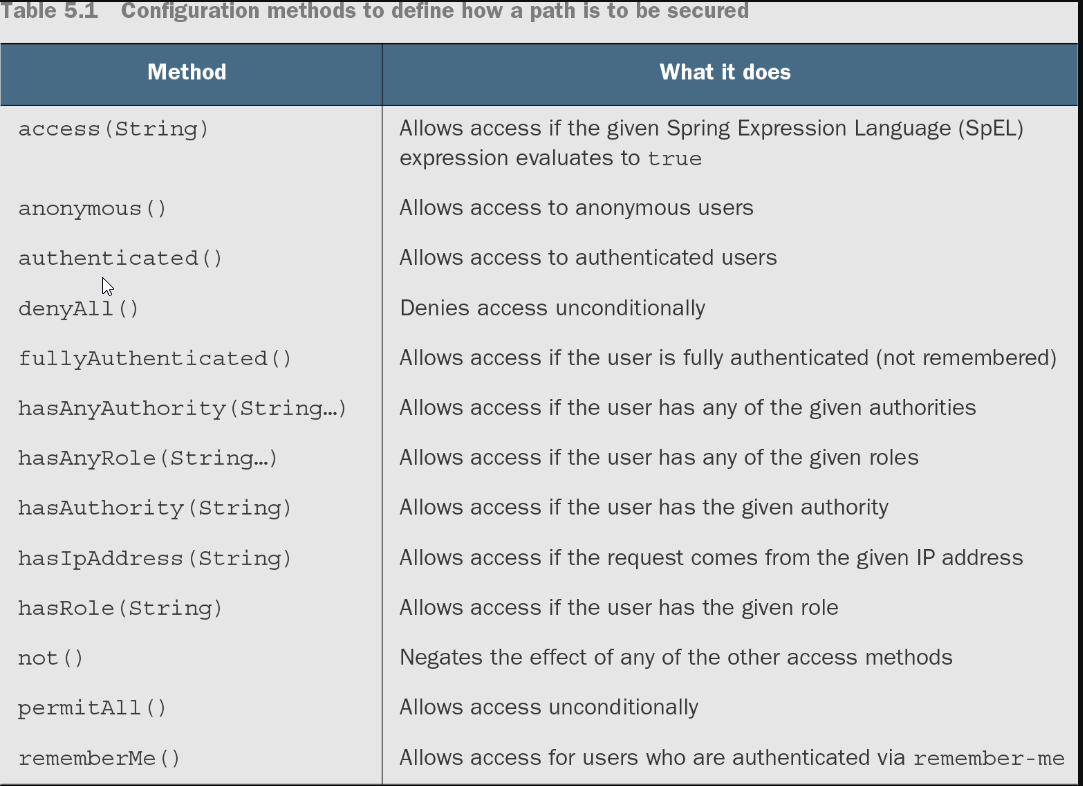 Table 5.1 Configuration methods to define how a path is to be secured
Method What it does
access(String) Allows access if the given Spring Expression Language (SpEL)
expression evaluates to true
anonymous() Allows access to anonymous users
authenticated() Allows access to authenticated users
denyAll() Denies access unconditionally
fullyAuthenticated() Allows access if the user is fully authenticated (not remembered)
hasAnyAuthority(String…) Allows access if the user has any of the given authorities
hasAnyRole(String…) Allows access if the user has any of the given roles
hasAuthority(String) Allows access if the user has the given authority
hasIpAddress(String) Allows access if the request comes from the given IP address
hasRole(String) Allows access if the user has the given role
not() Negates the effect of any of the other access methods
permitAll() Allows access unconditionally
rememberMe() Allows access for users who are authenticated via remember-me